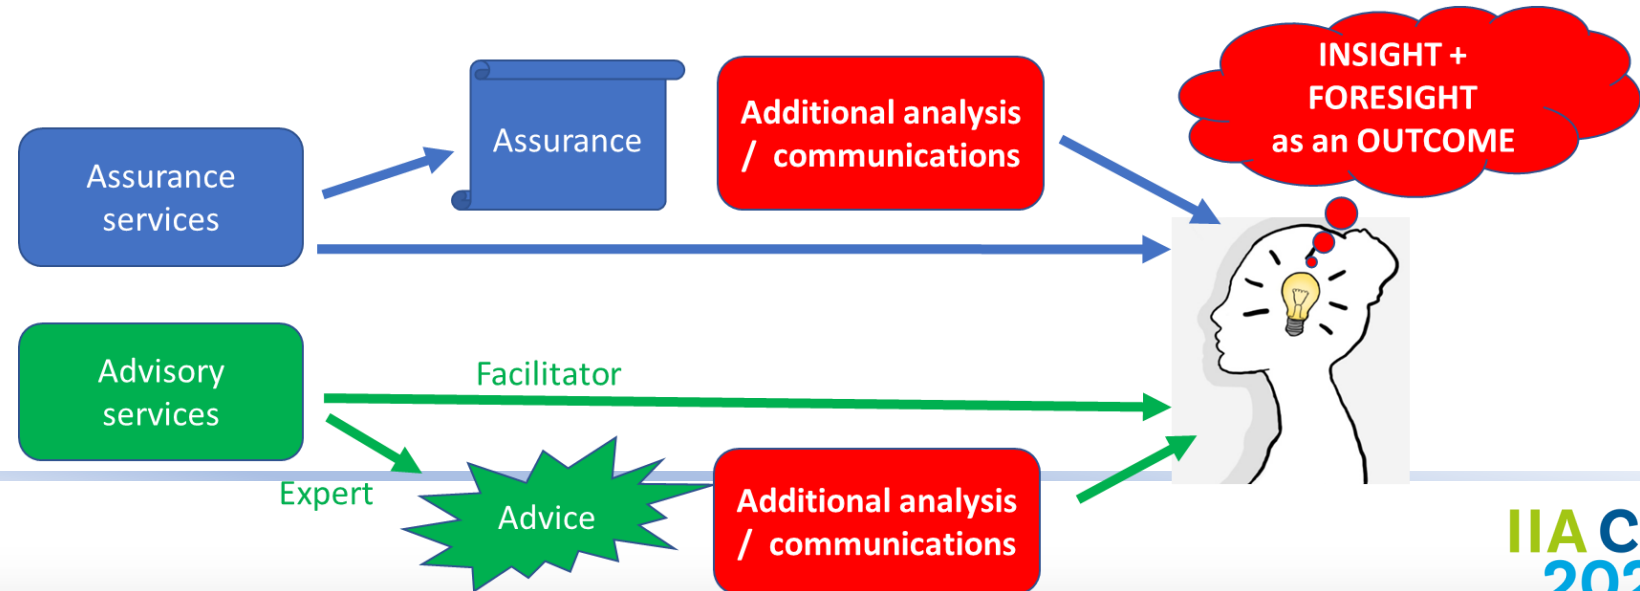 INSIGHT +
FORESIGHT
as an OUTCOME
Additional analysis
/ communications
Assurance
Assurance
services
Facilitator
Advisory
services
Expert
Advice
Additional analysis
/ communications
IIA C
202